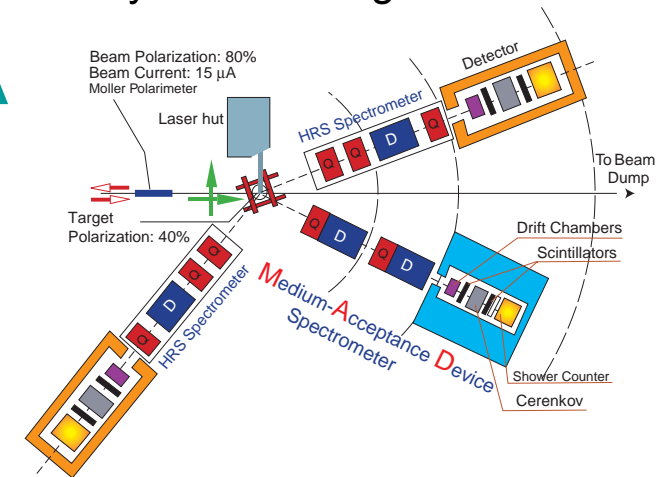 Beam Polarization: 80%
Beam Current: 15 µA
Moller Polarimeter
Laser hut
HRS Spectrometer
Detector
Q
Q
D
Q
To Beam
Dump
Target
Polarization: 40%
Q
D
Q
D
Drift Chambers
Scintillators
Q
Q
D
Q
HRS Spectrometer
Medium-Acceptance Device
Spectrometer
Shower Counter
Cerenkov